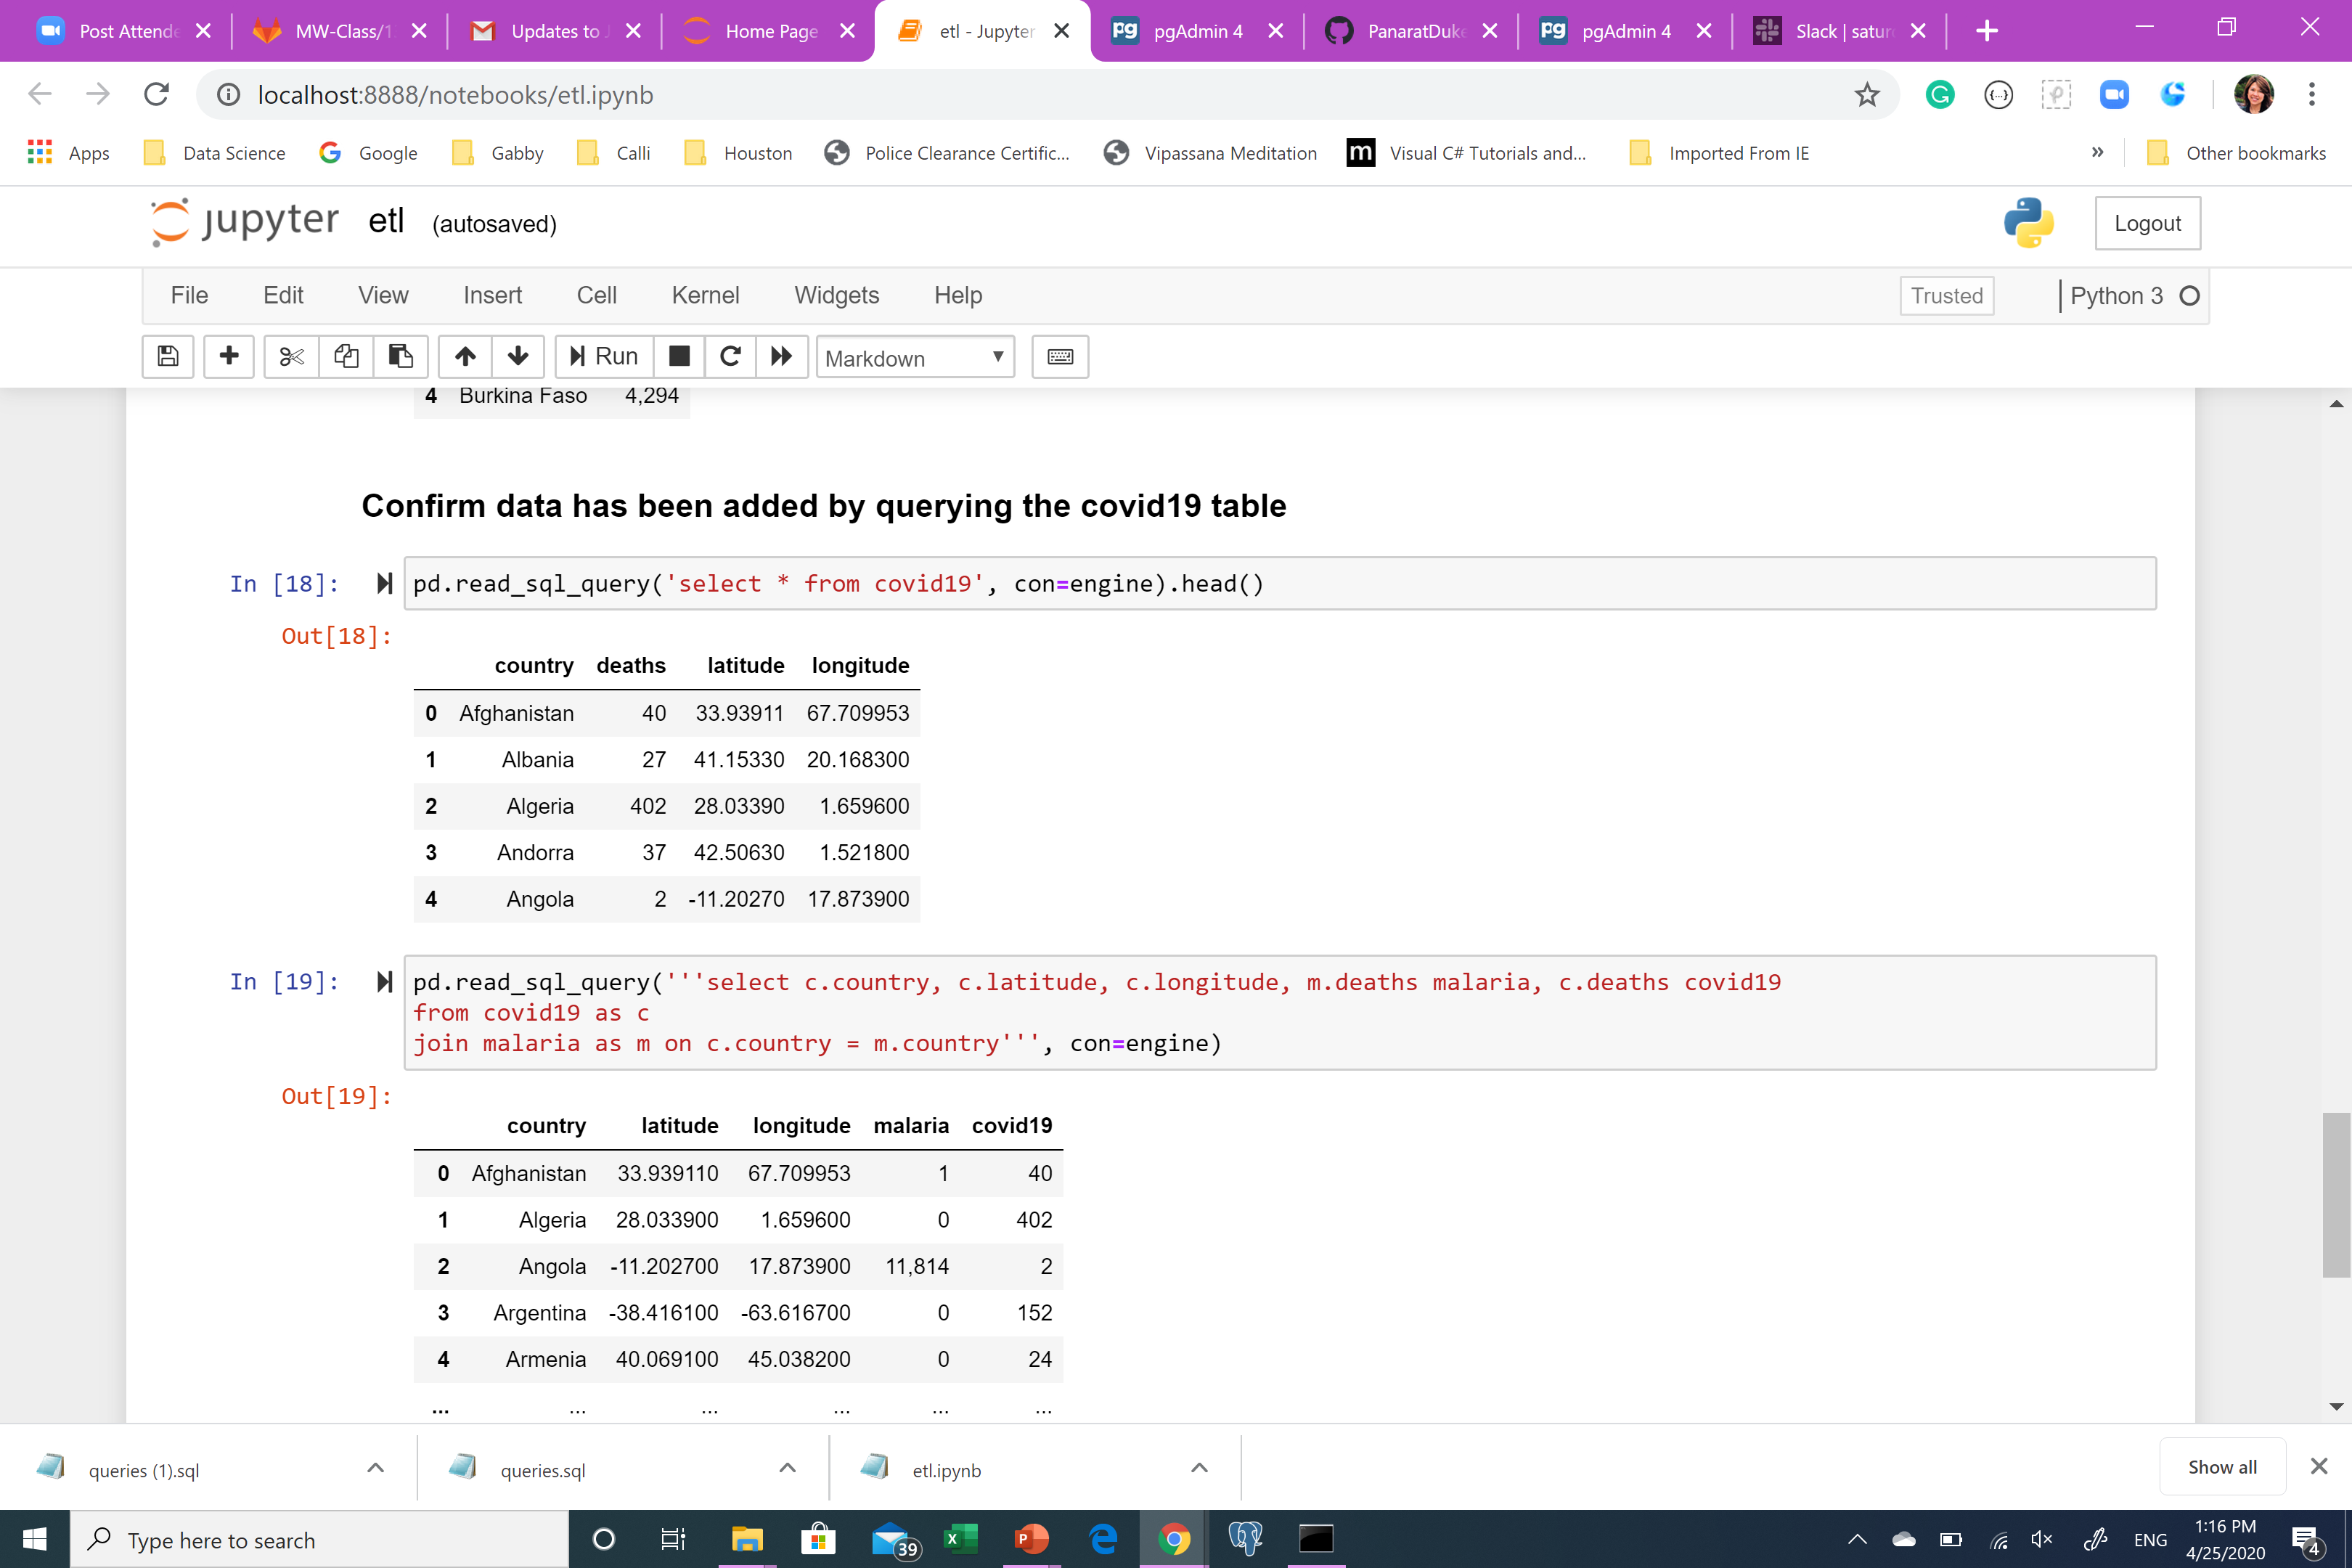 Post Attende
MW-Class/1
Updates to J
Home Page
etl - Jupyter
pgAdmin 4
PanaratDuke
pgAdmin 4
Slack | satur
localhost:8888/notebooks/etl.ipynb
Apps
Data Science
Google
Gabby
Calli
Houston
Police Clearance Certific...
Vipassana Meditation
Visual C# Tutorials and...
Imported From IE
»
Other bookmarks
jupyter etl (autosaved)
Logout
File Edit View Insert Cell Kernel Widgets Help
Trusted
Python 3
Run
Markdown
4 Burkina Faso 4,294
Confirm data has been added by querying the covid19 table
In [18]: pd.read_sql_query('select * from covid19', con=engine).head()
Out[18]:
country deaths latitude longitude
0 Afghanistan 40 33.93911 67.709953
1 Albania 27 41.15330 20.168300
2 Algeria 402 28.03390 1.659600
3 Andorra 37 42.50630 1.521800
4 Angola 2 -11.20270 17.873900
In [19]: pd.read_sql_query('''select c.country, c.latitude, c.longitude, m.deaths malaria, c.deaths covid19
from covid19 as c
join malaria as m on c.country = m.country''', con=engine)
Out[19]:
country latitude longitude malaria covid19
0 Afghanistan 33.939110 67.709953 1 40
1 Algeria 28.033900 1.659600 0 402
2 Angola -11.202700 17.873900 11,814 2
3 Argentina -38.416100 -63.616700 0 152
4 Armenia 40.069100 45.038200 0 24
... ... ... ... ... ...
queries (1).sql
queries.sql
etl.ipynb
Show all
Type here to search
39
ENG
1:16 PM
4/25/2020
4